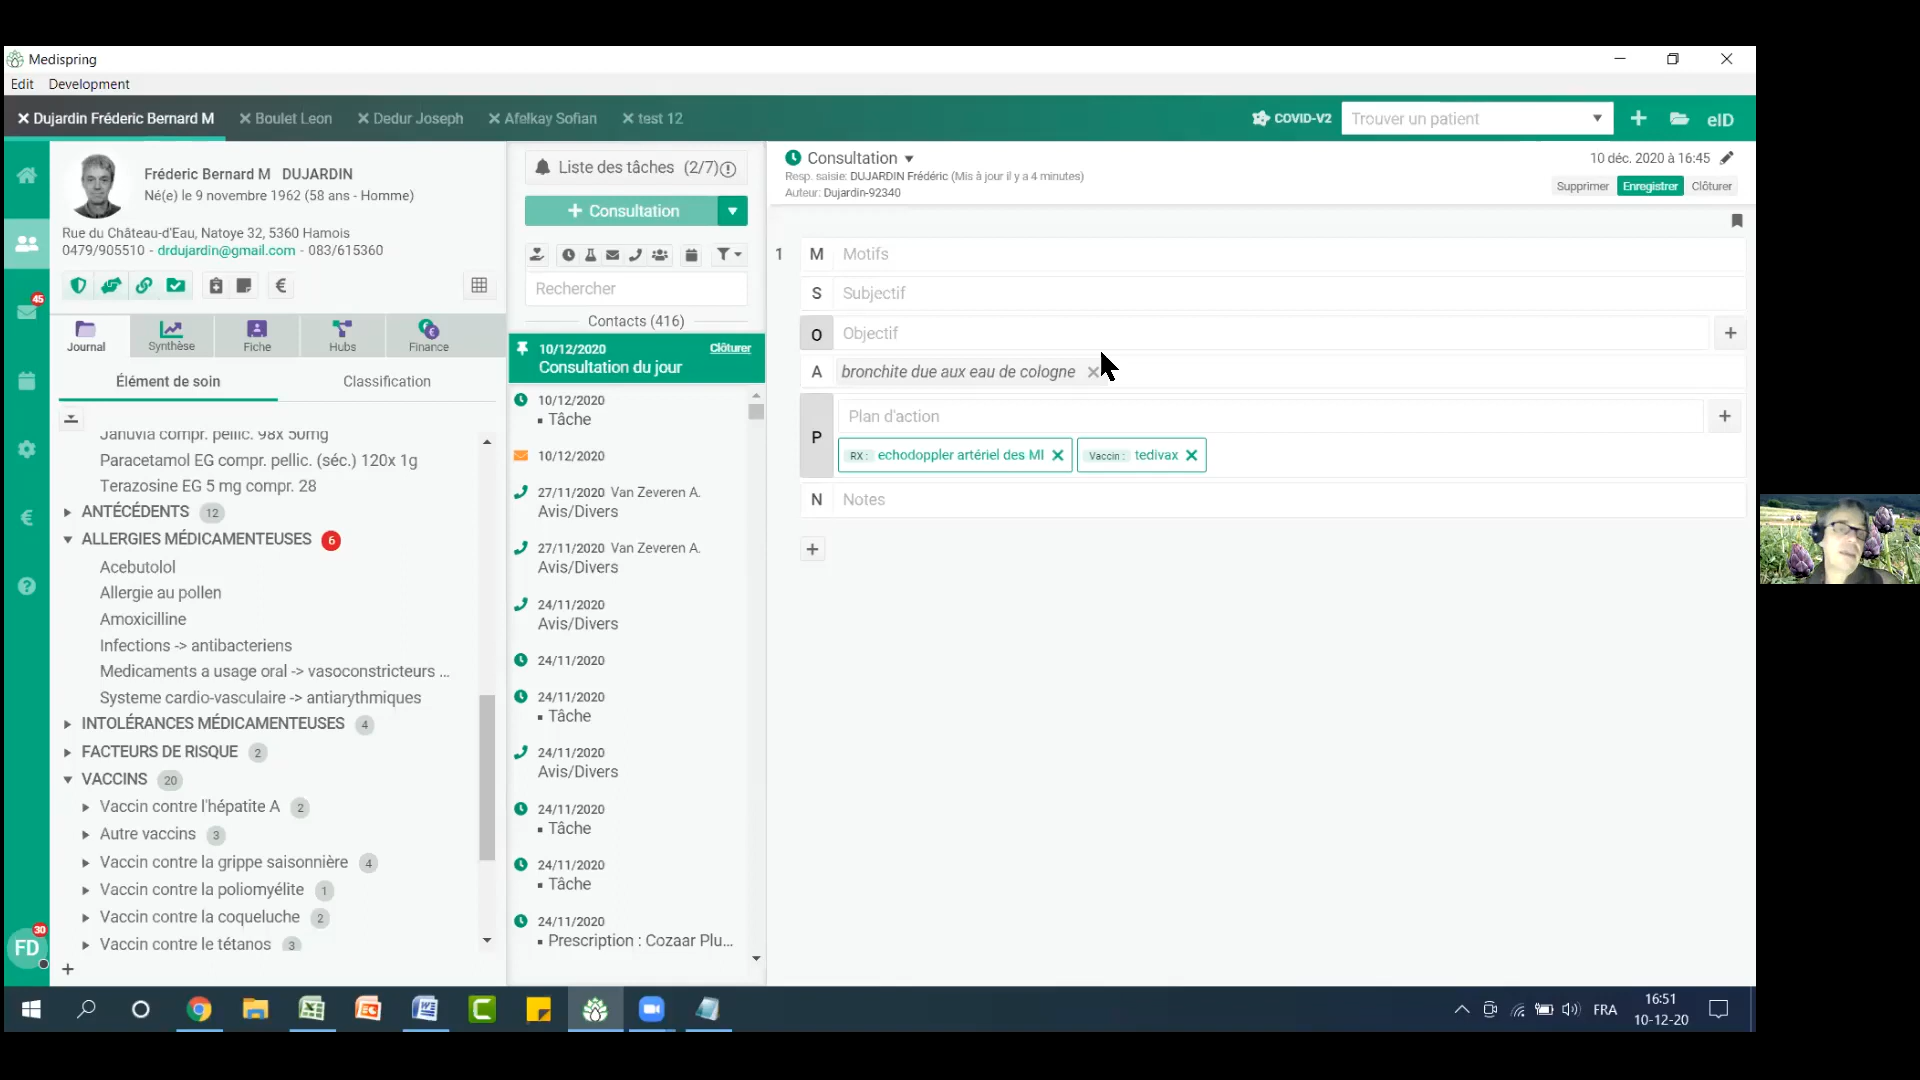 Medispring
Edit Development
Dujardin Fréderic Bernard M Boulet Leon Dedur Joseph Afelkay Sofian test 12 COVID-V2 Trouver un patient eID
Fréderic Bernard M DUJARDIN
Né(e) le 9 novembre 1962 (58 ans - Homme)
Rue du Château-d'Eau, Natoye 32, 5360 Hamois
0479/905510 - drdujardin@gmail.com - 083/615360
45
Journal Synthèse Fiche Hubs Finance
Élément de soin Classification
Januvia compr. pellic. 98x 50mg
Paracetamol EG compr. pellic. (séc.) 120x 1g
Terazosine EG 5 mg compr. 28
ANTÉCÉDENTS 12
ALLERGIES MÉDICAMENTEUSES 6
Acebutolol
Allergie au pollen
Amoxicilline
Infections -> antibacteriens
Medicaments a usage oral -> vasoconstricteurs ...
Systeme cardio-vasculaire -> antiarythmiques
INTOLÉRANCES MÉDICAMENTEUSES 4
FACTEURS DE RISQUE 2
VACCINS 20
Vaccin contre l'hépatite A 2
Autre vaccins 3
Vaccin contre la grippe saisonnière 4
Vaccin contre la poliomyélite 1
Vaccin contre la coqueluche 2
Vaccin contre le tétanos 3
FD 30
Liste des tâches (2/7)
+ Consultation
Rechercher
Contacts (416)
10/12/2020 Clôturer
Consultation du jour
10/12/2020
Tâche
10/12/2020
27/11/2020 Van Zeveren A.
Avis/Divers
27/11/2020 Van Zeveren A.
Avis/Divers
24/11/2020
Avis/Divers
24/11/2020
24/11/2020
Tâche
24/11/2020
Avis/Divers
24/11/2020
Tâche
24/11/2020
Tâche
24/11/2020
Prescription : Cozaar Plu...
Consultation
Resp. saisie: DUJARDIN Frédéric (Mis à jour il y a 4 minutes)
Auteur: Dujardin-92340
10 déc. 2020 à 16:45
Supprimer Enregistrer Clôturer
1 M Motifs
S Subjectif
O Objectif
A bronchite due aux eau de cologne
P Plan d'action
RX : echodoppler artériel des MI Vaccin : tedivax
N Notes
FRA 16:51
10-12-20